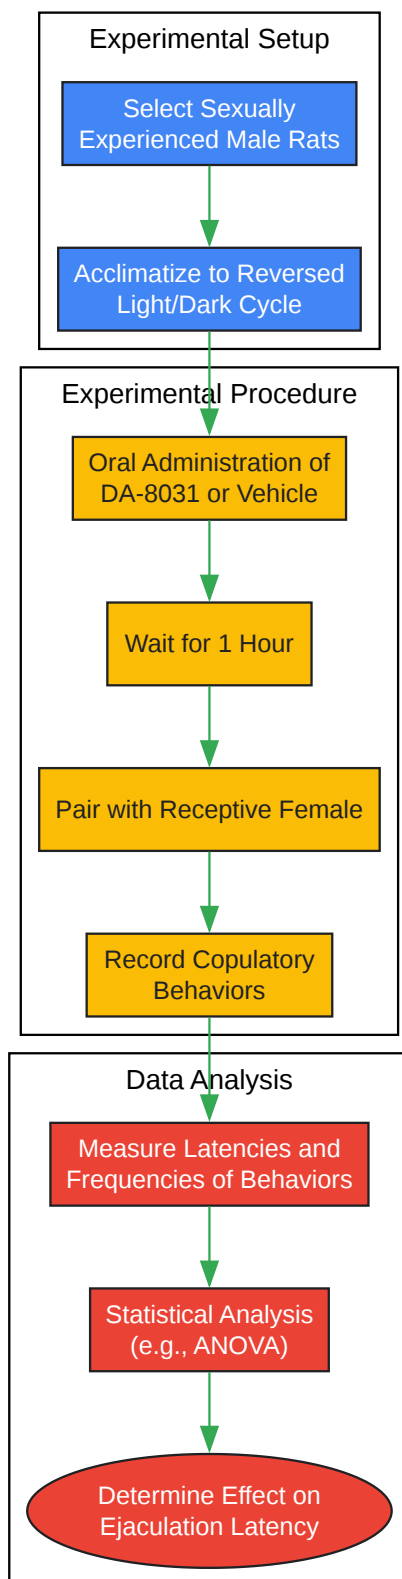 Experimental Setup
Select Sexually
Experienced Male Rats
Acclimatize to Reversed
Light/Dark Cycle
Experimental Procedure
Oral Administration of
DA-8031 or Vehicle
Wait for 1 Hour
Pair with Receptive Female
Record Copulatory
Behaviors
Data Analysis
Measure Latencies and
Frequencies of Behaviors
Statistical Analysis
(e.g., ANOVA)
Determine Effect on
Ejaculation Latency